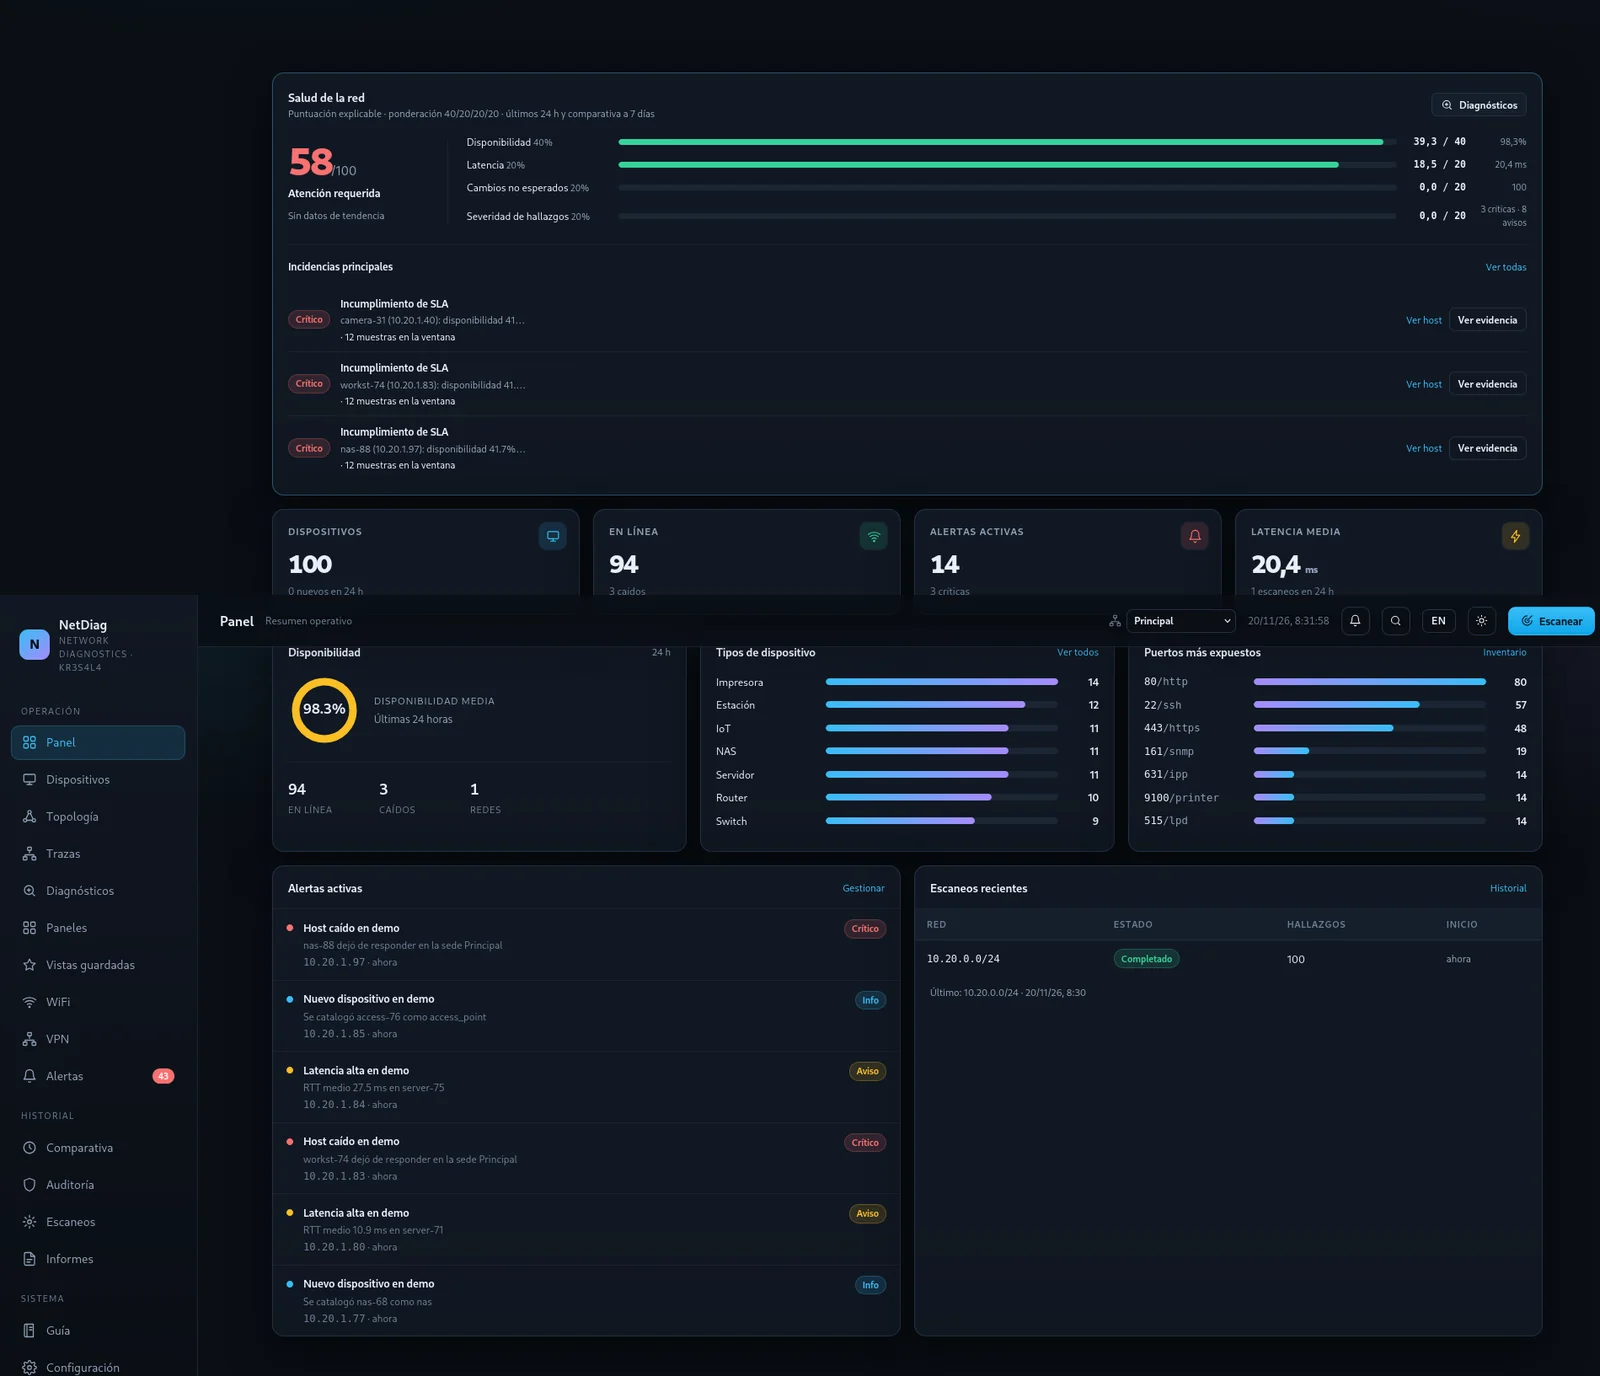 Salud de la red
Puntuación explicable · ponderación 40/20/20/20 · últimos 24 h y comparativa a 7 días
Diagnósticos
58/100
Atención requerida
Sin datos de tendencia
Disponibilidad 40% 39,3 / 40 98,3%
Latencia 20% 18,5 / 20 20,4 ms
Cambios no esperados 20% 0,0 / 20 100
Severidad de hallazgos 20% 0,0 / 20 3 críticas · 8
avisos
Incidencias principales Ver todas
Crítico
Incumplimiento de SLA
camera-31 (10.20.1.40): disponibilidad 41...
· 12 muestras en la ventana
Ver host Ver evidencia
Crítico
Incumplimiento de SLA
workst-74 (10.20.1.83): disponibilidad 41....
· 12 muestras en la ventana
Ver host Ver evidencia
Crítico
Incumplimiento de SLA
nas-88 (10.20.1.97): disponibilidad 41.7%...
· 12 muestras en la ventana
Ver host Ver evidencia
DISPOSITIVOS
100
0 nuevos en 24 h
EN LÍNEA
94
3 caídos
ALERTAS ACTIVAS
14
3 críticas
LATENCIA MEDIA
20,4 ms
1 escaneos en 24 h
N
NetDiag
NETWORK
DIAGNOSTICS ·
KR3S4L4
Panel Resumen operativo
Principal
20/11/26, 8:31:58
EN
Escanear
OPERACIÓN
Panel
Dispositivos
Topología
Trazas
Diagnósticos
Paneles
Vistas guardadas
WiFi
VPN
Alertas 43
HISTORIAL
Comparativa
Auditoría
Escaneos
Informes
SISTEMA
Guía
Configuración
Disponibilidad 24 h
98.3%
DISPONIBILIDAD MEDIA
Últimas 24 horas
94
EN LÍNEA
3
CAÍDOS
1
REDES
Tipos de dispositivo Ver todos
Impresora 14
Estación 12
IoT 11
NAS 11
Servidor 11
Router 10
Switch 9
Puertos más expuestos Inventario
80/http 80
22/ssh 57
443/https 48
161/snmp 19
631/ipp 14
9100/printer 14
515/lpd 14
Alertas activas Gestionar
Host caído en demo Crítico
nas-88 dejó de responder en la sede Principal
10.20.1.97 · ahora
Nuevo dispositivo en demo Info
Se catalogó access-76 como access_point
10.20.1.85 · ahora
Latencia alta en demo Aviso
RTT medio 27.5 ms en server-75
10.20.1.84 · ahora
Host caído en demo Crítico
workst-74 dejó de responder en la sede Principal
10.20.1.83 · ahora
Latencia alta en demo Aviso
RTT medio 10.9 ms en server-71
10.20.1.80 · ahora
Nuevo dispositivo en demo Info
Se catalogó nas-68 como nas
10.20.1.77 · ahora
Escaneos recientes Historial
RED ESTADO HALLAZGOS INICIO
10.20.0.0/24 Completado 100 ahora
Último: 10.20.0.0/24 · 20/11/26, 8:30